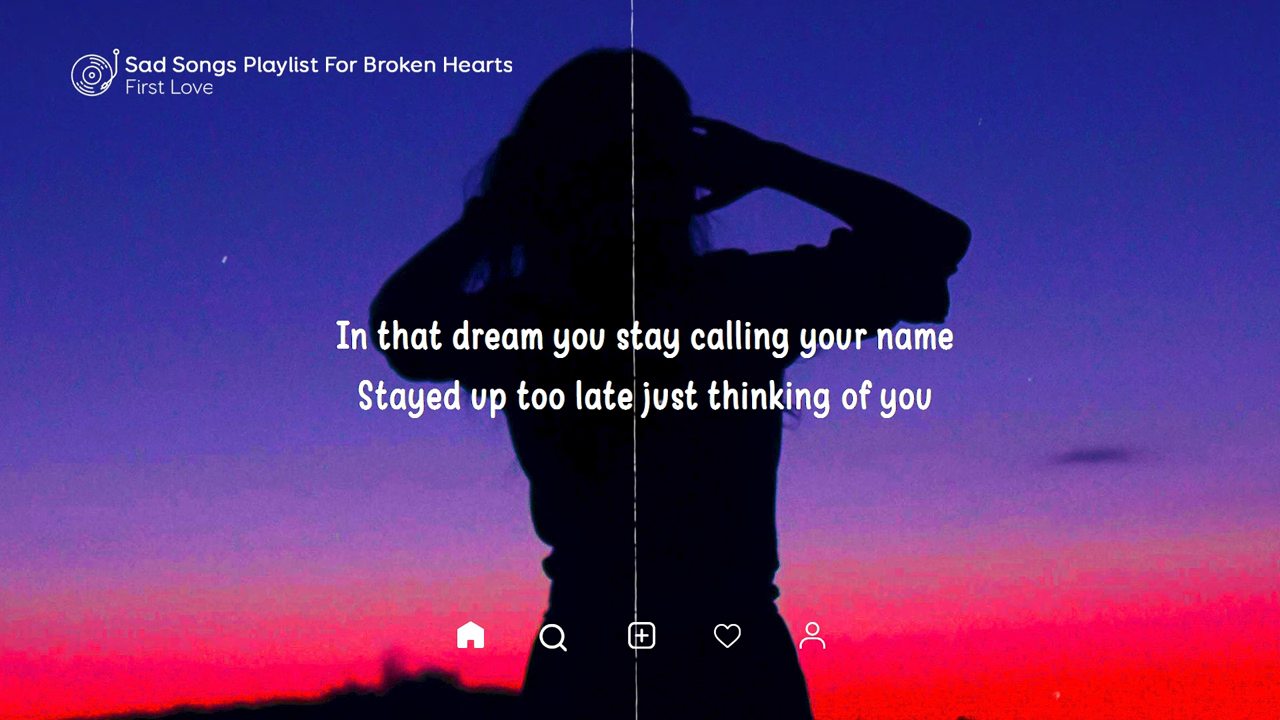 Sad Songs Playlist For Broken Hearts
First Love
In that dream you stay calling your name
Stayed up too late just thinking of you